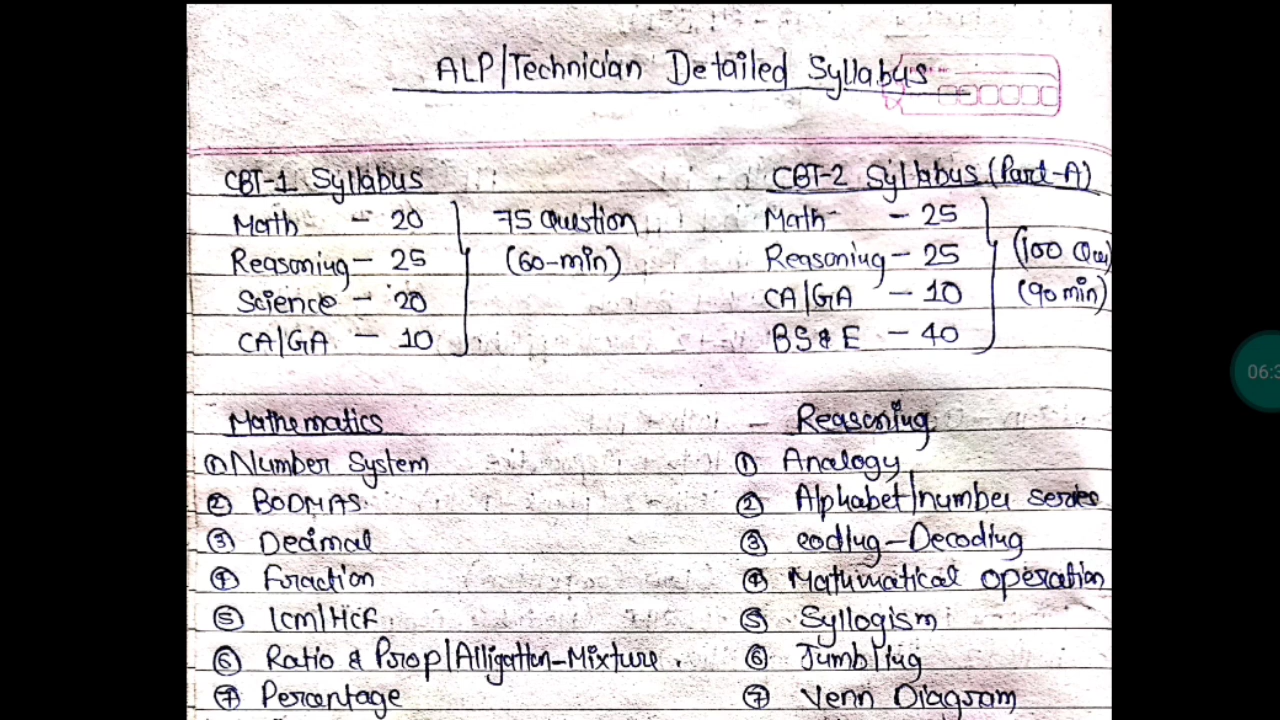 ALP/Technician Detailed Syllabus
CBT-1 Syllabus
Math - 20
Reasoning - 25
Science - 20
CA/GA - 10
75 Question
(60-min)
CBT-2 Syllabus (Part-A)
Math - 25
Reasoning - 25
CA/GA - 10
BS & E - 40
(100 Que)
(90 min)
Mathematics
① Number System
② BODMAS
③ Decimal
④ Fraction
⑤ lcm/HCF
⑥ Ratio & Prop/Alligation-Mixture
⑦ Percentage
Reasoning
① Analogy
② Alphabet/number series
③ Coding-Decoding
④ Mathematical operation
⑤ Syllogism
⑥ Jumbling
⑦ Venn Diagram
06:3